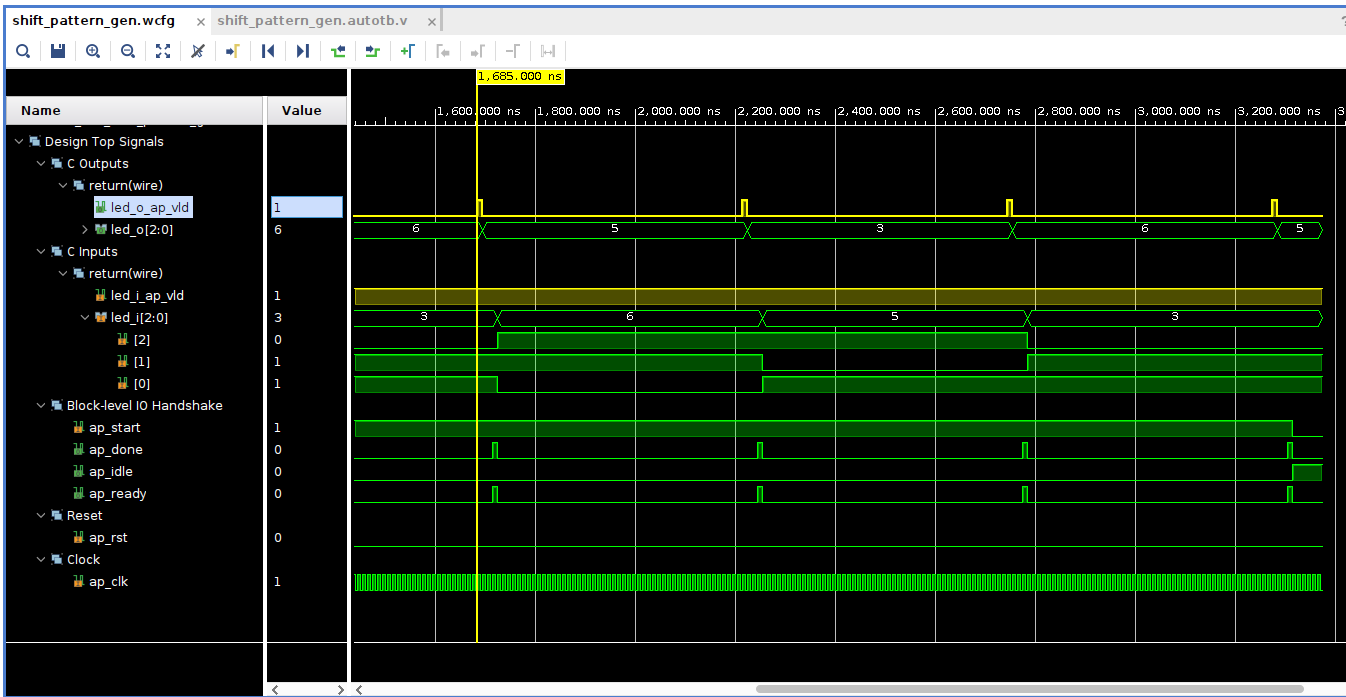 shift_pattern_gen.wcfg × shift_pattern_gen.autotb.v ×
1,685.000 ns
Name Value
1,600.000 ns 1,800.000 ns 2,000.000 ns 2,200.000 ns 2,400.000 ns 2,600.000 ns 2,800.000 ns 3,000.000 ns 3,200.000 ns
Design Top Signals
C Outputs
return(wire)
led_o_ap_vld 1
led_o[2:0] 6 6 5 3 6 5
C Inputs
return(wire)
led_i_ap_vld 1
led_i[2:0] 3 3 6 5 3
[2] 0
[1] 1
[0] 1
Block-level IO Handshake
ap_start 1
ap_done 0
ap_idle 0
ap_ready 0
Reset
ap_rst 0
Clock
ap_clk 1